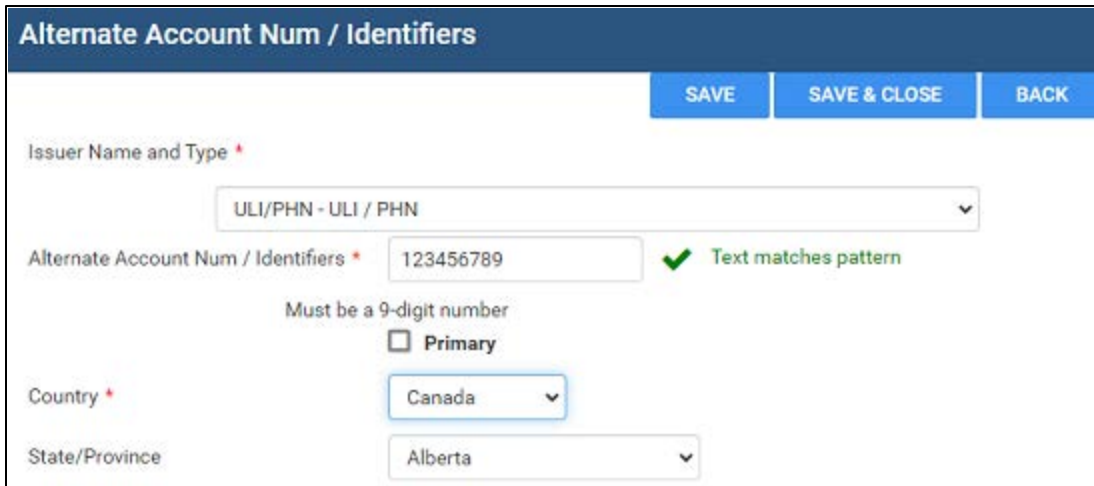 Alternate Account Num / Identifiers
SAVE SAVE & CLOSE BACK
Issuer Name and Type *
ULI/PHN - ULI / PHN
Alternate Account Num / Identifiers * 123456789 Text matches pattern
Must be a 9-digit number
Primary
Country * Canada
State/Province Alberta